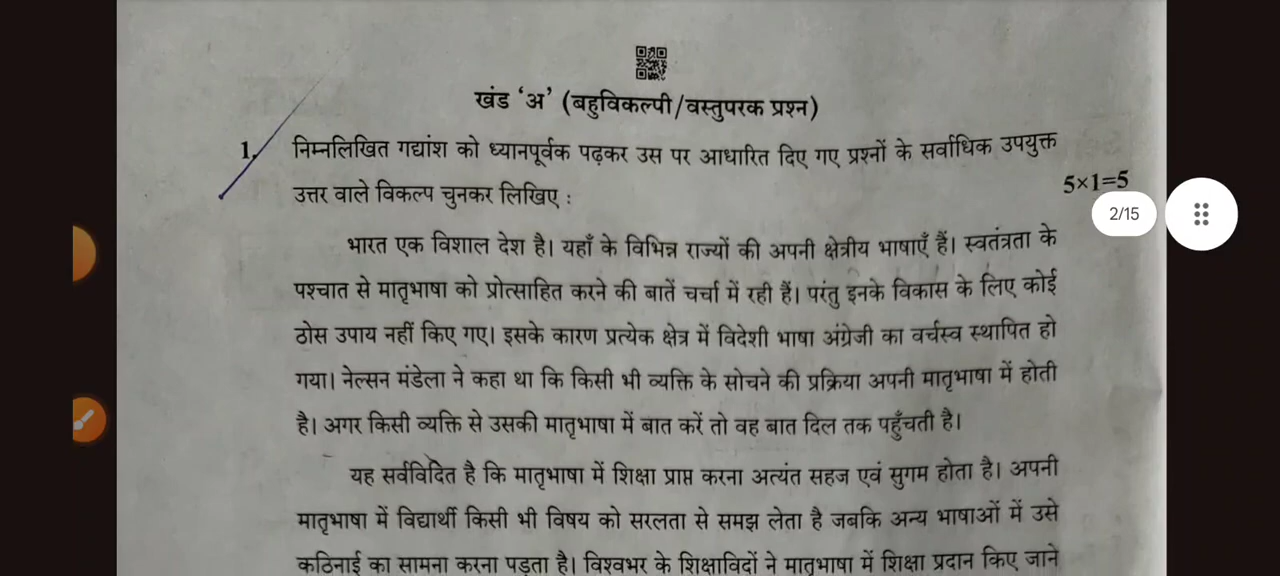 खंड ‘अ’ (बहुविकल्पी/वस्तुपरक प्रश्न)
1. निम्नलिखित गद्यांश को ध्यानपूर्वक पढ़कर उस पर आधारित दिए गए प्रश्नों के सर्वाधिक उपयुक्त
उत्तर वाले विकल्प चुनकर लिखिए :
5×1=5
2/15
भारत एक विशाल देश है। यहाँ के विभिन्न राज्यों की अपनी क्षेत्रीय भाषाएँ हैं। स्वतंत्रता के
पश्चात से मातृभाषा को प्रोत्साहित करने की बातें चर्चा में रही हैं। परंतु इनके विकास के लिए कोई
ठोस उपाय नहीं किए गए। इसके कारण प्रत्येक क्षेत्र में विदेशी भाषा अंग्रेजी का वर्चस्व स्थापित हो
गया। नेल्सन मंडेला ने कहा था कि किसी भी व्यक्ति के सोचने की प्रक्रिया अपनी मातृभाषा में होती
है। अगर किसी व्यक्ति से उसकी मातृभाषा में बात करें तो वह बात दिल तक पहुँचती है।
यह सर्वविदित है कि मातृभाषा में शिक्षा प्राप्त करना अत्यंत सहज एवं सुगम होता है। अपनी
मातृभाषा में विद्यार्थी किसी भी विषय को सरलता से समझ लेता है जबकि अन्य भाषाओं में उसे
कठिनाई का सामना करना पड़ता है। विश्वभर के शिक्षाविदों ने मातृभाषा में शिक्षा प्रदान किए जाने